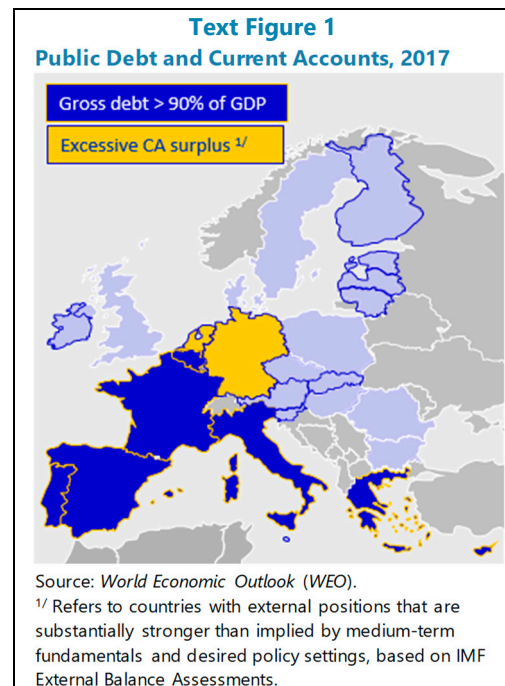 Text Figure 1
Public Debt and Current Accounts, 2017
Gross debt > 90% of GDP
Excessive CA surplus 1/
Source: World Economic Outlook (WEO).
1/ Refers to countries with external positions that are
substantially stronger than implied by medium-term
fundamentals and desired policy settings, based on IMF
External Balance Assessments.